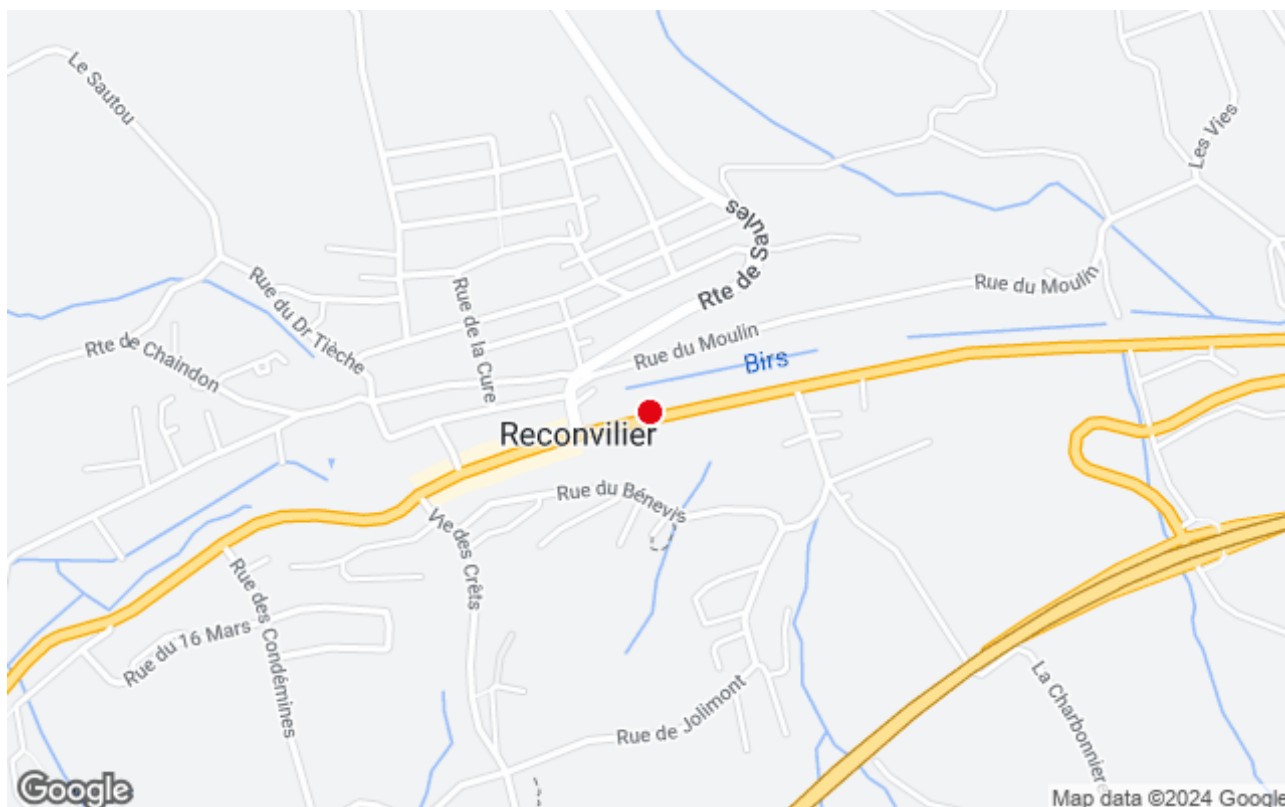 Le Sautou
Les Vies
Rte de Saules
Rue du Moulin
Rue du Dr Tièche
Rue de la Cure
Rue du Moulin
Birs
Rte de Chaindon
Reconvilier
Rue du Bénevis
Vie des Crêts
Rue des Condémines
Rue du 16 Mars
Rue de Jolimont
La Charbonniere
Google
Map data ©2024 Google